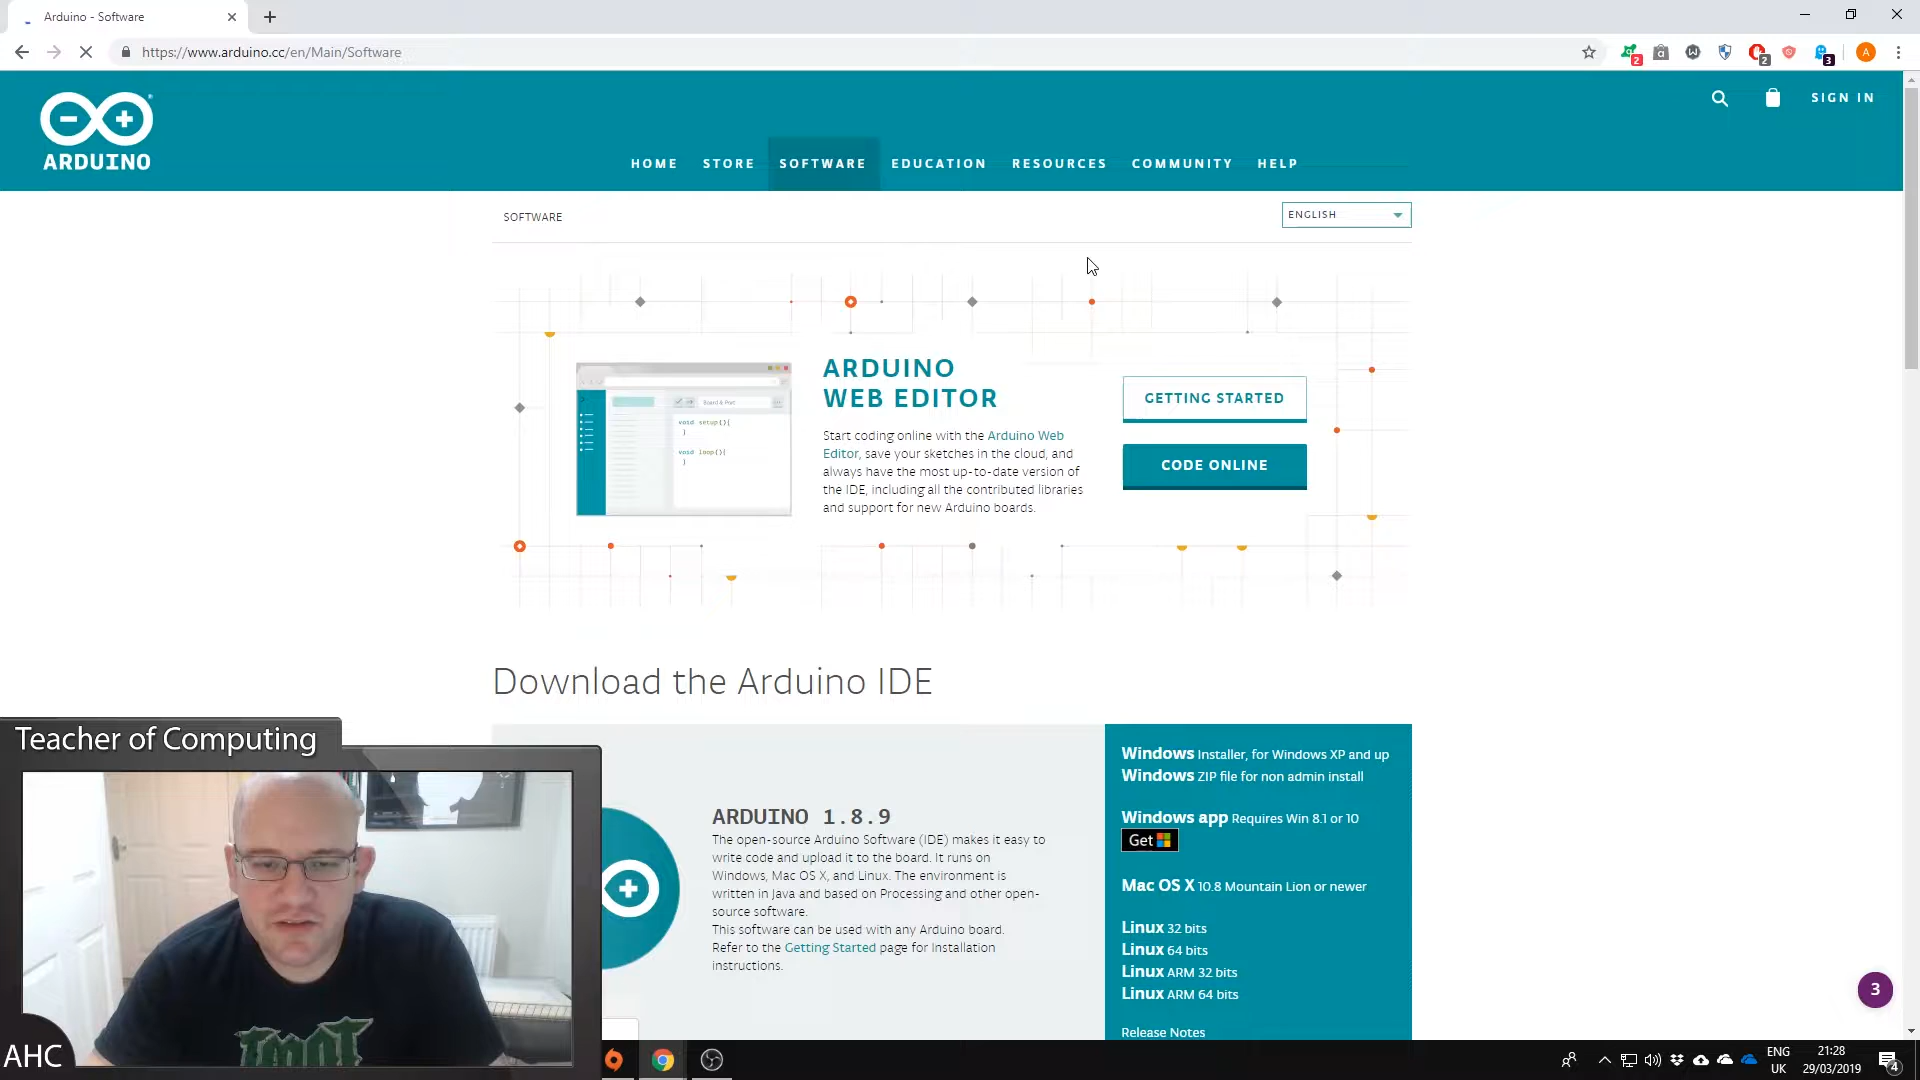 Arduino - Software
https://www.arduino.cc/en/Main/Software
2
2
3
A
ARDUINO
SIGN IN
HOME STORE SOFTWARE EDUCATION RESOURCES COMMUNITY HELP
SOFTWARE
ENGLISH
Board & Port
void setup(){
}
void loop(){
}
ARDUINO
WEB EDITOR
Start coding online with the Arduino Web
Editor, save your sketches in the cloud, and
always have the most up-to-date version of
the IDE, including all the contributed libraries
and support for new Arduino boards.
GETTING STARTED
CODE ONLINE
Download the Arduino IDE
ARDUINO 1.8.9
The open-source Arduino Software (IDE) makes it easy to
write code and upload it to the board. It runs on
Windows, Mac OS X, and Linux. The environment is
written in Java and based on Processing and other open-
source software.
This software can be used with any Arduino board.
Refer to the Getting Started page for Installation
instructions.
Windows Installer, for Windows XP and up
Windows ZIP file for non admin install
Windows app Requires Win 8.1 or 10
Get
Mac OS X 10.8 Mountain Lion or newer
Linux 32 bits
Linux 64 bits
Linux ARM 32 bits
Linux ARM 64 bits
Release Notes
3
Teacher of Computing
AHC
ENG
UK
21:28
29/03/2019
4